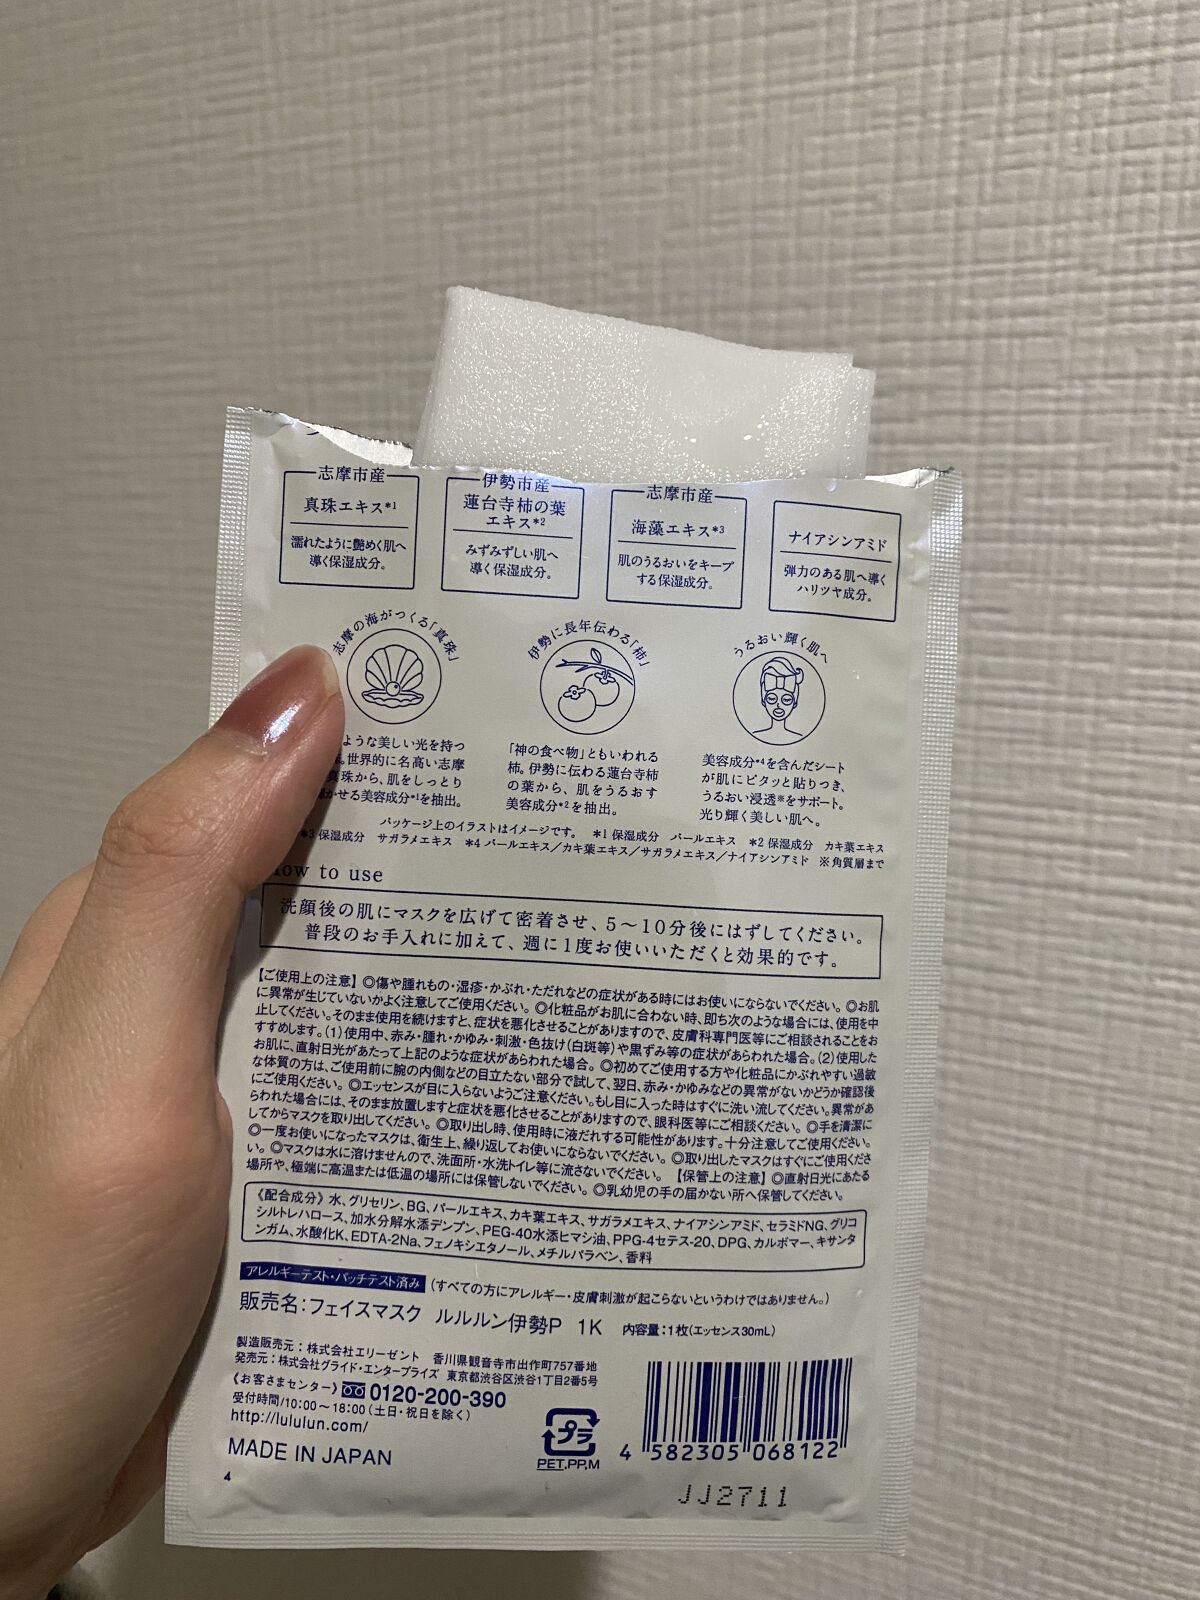 志摩市産
真珠エキス*1
濡れたように艶めく肌へ
導く保湿成分。
伊勢市産
蓮台寺柿の葉
エキス*2
みずみずしい肌へ
導く保湿成分。
志摩市産
海藻エキス*3
肌のうるおいをキープ
する保湿成分。
ナイアシンアミド
弾力のある肌へ導く
ハリツヤ成分。
志摩の海がつくる「真珠」
伊勢に長年伝わる「柿」
うるおい輝く肌へ
ような美しい光を持つ
世界的に名高い志摩
真珠から、肌をしっとり
かせる美容成分*1を抽出。
「神の食べ物」ともいわれる
柿。伊勢に伝わる蓮台寺柿
の葉から、肌をうるおす
美容成分*2を抽出。
美容成分*4を含んだシート
が肌にピタッと貼りつき、
うるおい浸透※をサポート。
光り輝く美しい肌へ。
パッケージ上のイラストはイメージです。 *1 保湿成分 パールエキス *2 保湿成分 カキ葉エキス
*3 保湿成分 サガラメエキス *4 パールエキス/カキ葉エキス/サガラメエキス/ナイアシンアミド ※角質層まで
ow to use
洗顔後の肌にマスクを広げて密着させ、5〜10分後にはずしてください。
普段のお手入れに加えて、週に1度お使いいただくと効果的です。
【ご使用上の注意】◎傷や腫れもの・湿疹・かぶれ・ただれなどの症状がある時にはお使いにならないでください。◎お肌
に異常が生じていないかよく注意してご使用ください。◎化粧品がお肌に合わない時、即ち次のような場合には、使用を中
止してください。そのまま使用を続けますと、症状を悪化させることがありますので、皮膚科専門医等にご相談されることをお
すすめします。(1)使用中、赤み・腫れ・かゆみ・刺激・色抜け(白斑等)や黒ずみ等の症状があらわれた場合。(2)使用した
お肌に、直射日光があたって上記のような症状があらわれた場合。◎初めてご使用する方や化粧品にかぶれやすい過敏
な体質の方は、ご使用前に腕の内側などの目立たない部分で試して、翌日、赤み・かゆみなどの異常がないかどうか確認後
にご使用ください。◎エッセンスが目に入らないようご注意ください。もし目に入った時はすぐに洗い流してください。異常があ
らわれた場合には、そのまま放置しますと症状を悪化させることがありますので、眼科医等にご相談ください。◎手を清潔に
してからマスクを取り出してください。◎取り出し時、使用時に液だれする可能性があります。十分注意してご使用ください。
◎一度お使いになったマスクは、衛生上、繰り返してお使いにならないでください。◎取り出したマスクはすぐにご使用くださ
い。◎マスクは水に溶けませんので、洗面所・水洗トイレ等に流さないでください。【保管上の注意】◎直射日光にあたる
場所や、極端に高温または低温の場所には保管しないでください。◎乳幼児の手の届かない所へ保管してください。
《配合成分》水、グリセリン、BG、パールエキス、カキ葉エキス、サガラメエキス、ナイアシンアミド、セラミドNG、グリコ
シルトレハロース、加水分解水添デンプン、PEG-40水添ヒマシ油、PPG-4セテス-20、DPG、カルボマー、キサンタ
ンガム、水酸化K、EDTA-2Na、フェノキシエタノール、メチルパラベン、香料
アレルギーテスト・パッチテスト済み (すべての方にアレルギー・皮膚刺激が起こらないというわけではありません。)
販売名:フェイスマスク ルルルン伊勢P 1K 内容量:1枚(エッセンス30mL)
製造販売元:株式会社エリーゼント 香川県観音寺市出作町757番地
発売元:株式会社グライド・エンタープライズ 東京都渋谷区渋谷1丁目2番5号
《お客さまセンター》 0120-200-390
受付時間/10:00〜18:00(土日・祝日を除く)
http://lululun.com/
MADE IN JAPAN
4
プラ
PET,PP,M
4 582305 068122
JJ2711